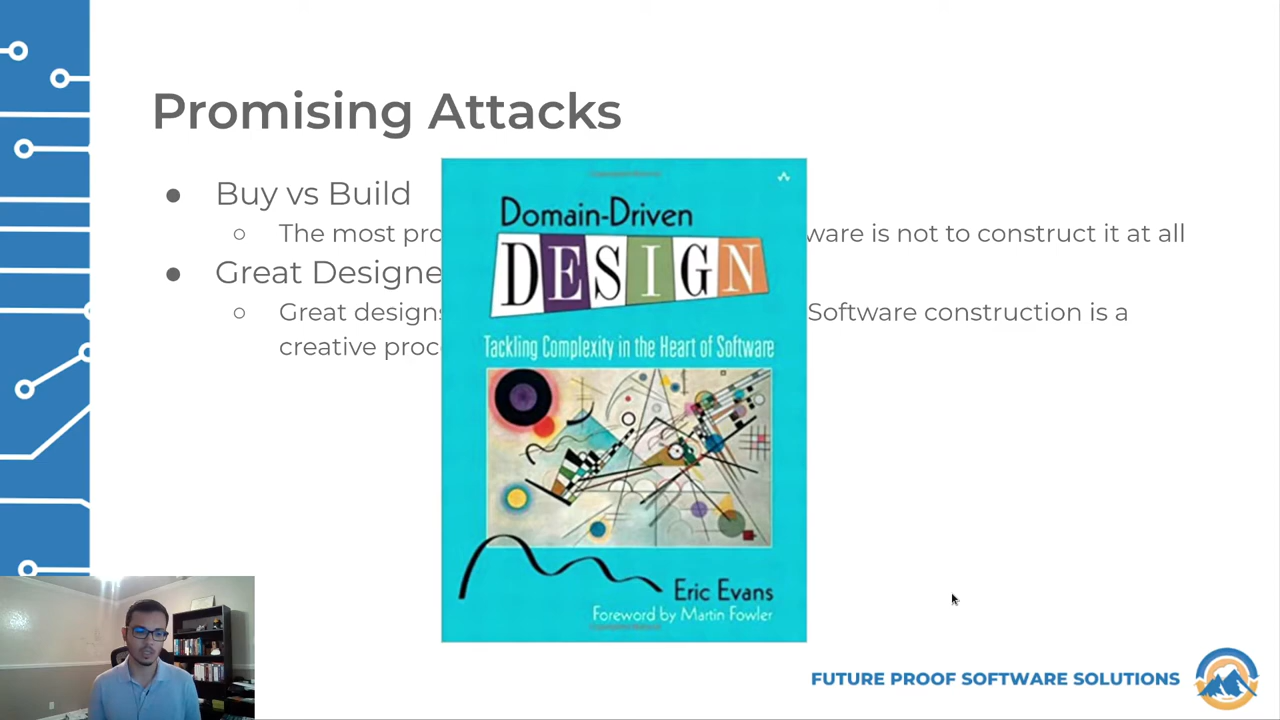 Promising Attacks
Buy vs Build
The most pro
ware is not to construct it at all
Great Designe
Great designs
Software construction is a
creative proc
Domain-Driven
DESIGN
Tackling Complexity in the Heart of Software
Eric Evans
Foreword by Martin Fowler
FUTURE PROOF SOFTWARE SOLUTIONS